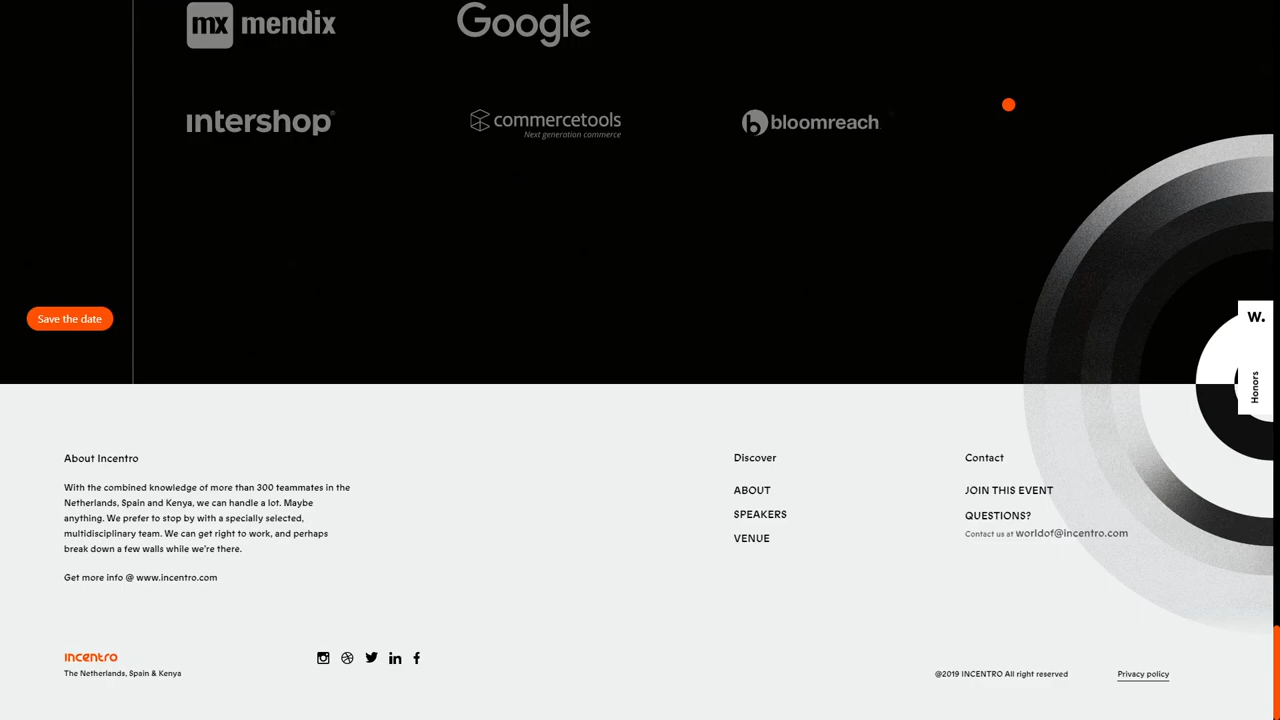 mx mendix
Google
intershop®
commercetools
Next generation commerce
bloomreach
Save the date
W.
Honors
About Incentro
With the combined knowledge of more than 300 teammates in the
Netherlands, Spain and Kenya, we can handle a lot. Maybe
anything. We prefer to stop by with a specially selected,
multidisciplinary team. We can get right to work, and perhaps
break down a few walls while we're there.
Get more info @ www.incentro.com
Discover
ABOUT
SPEAKERS
VENUE
Contact
JOIN THIS EVENT
QUESTIONS?
Contact us at worldof@incentro.com
incentro
The Netherlands, Spain & Kenya
@2019 INCENTRO All right reserved
Privacy policy